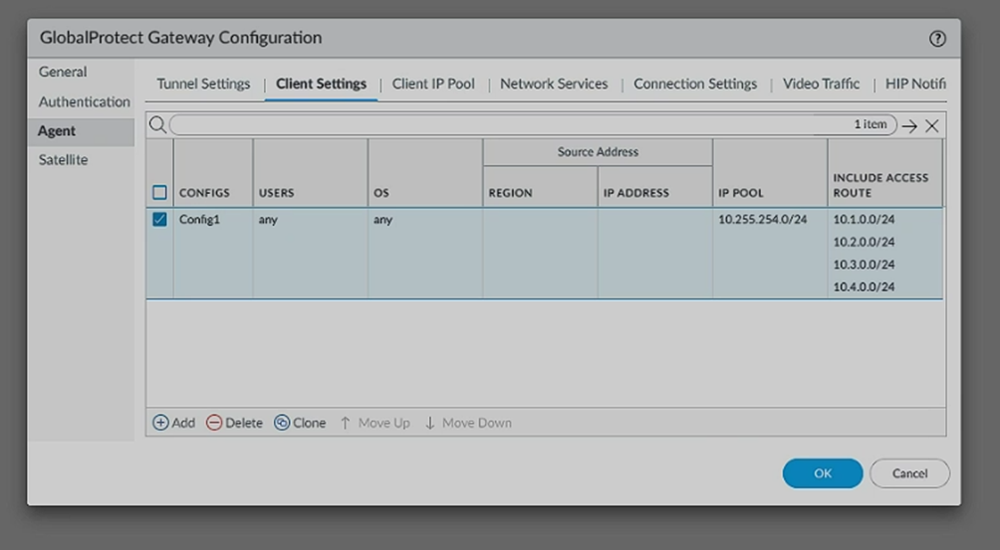 GlobalProtect Gateway Configuration
General
Authentication
Agent
Satellite
Tunnel Settings | Client Settings | Client IP Pool | Network Services | Connection Settings | Video Traffic | HIP Notifi
1 item
Source Address
CONFIGS USERS OS REGION IP ADDRESS IP POOL INCLUDE ACCESS
ROUTE
Config1 any any 10.255.254.0/24 10.1.0.0/24
10.2.0.0/24
10.3.0.0/24
10.4.0.0/24
Add Delete Clone Move Up Move Down
OK Cancel